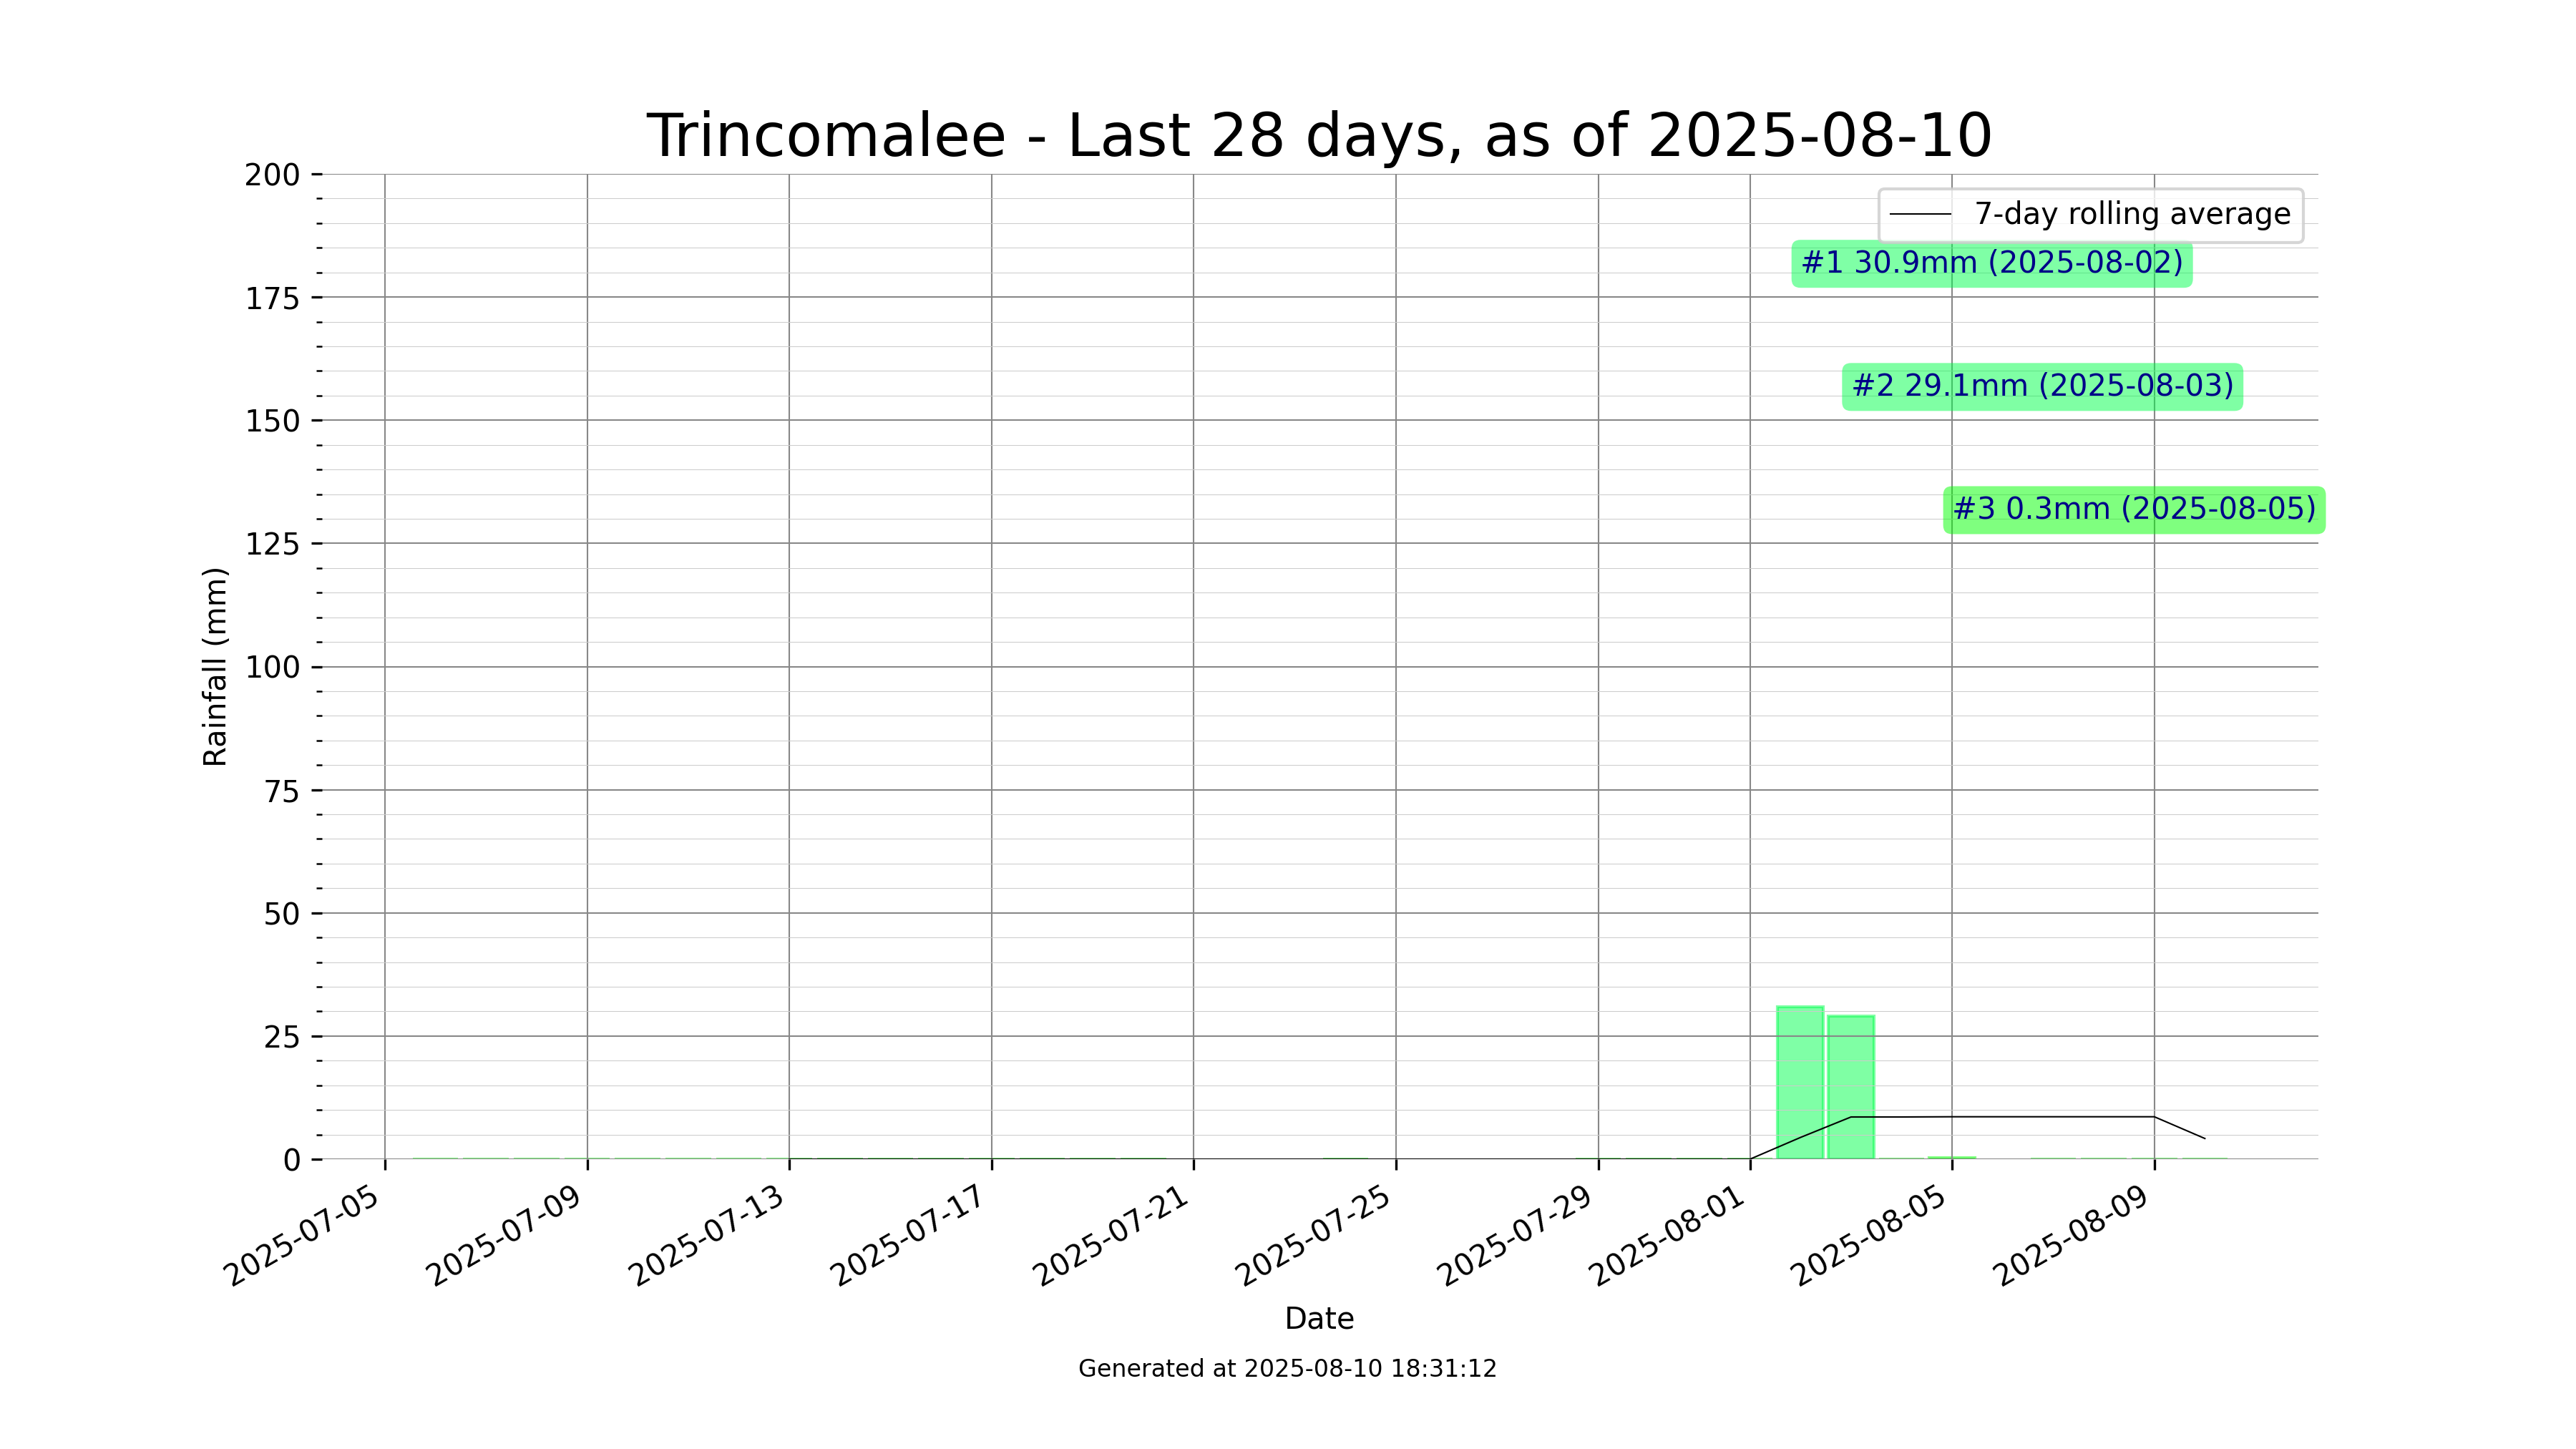 Trincomalee - Last 28 days, as of 2025-08-10
7-day rolling average
#1 30.9mm (2025-08-02)
#2 29.1mm (2025-08-03)
#3 0.3mm (2025-08-05)
Rainfall (mm)
200
175
150
125
100
75
50
25
0
2025-07-05
2025-07-09
2025-07-13
2025-07-17
2025-07-21
2025-07-25
2025-07-29
2025-08-01
2025-08-05
2025-08-09
Date
Generated at 2025-08-10 18:31:12